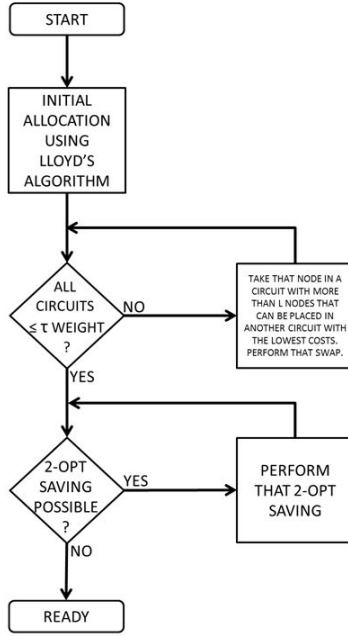 START
INITIAL
ALLOCATION
USING
LLOYD'S
ALGORITHM
ALL
CIRCUITS
≤ τ WEIGHT
?
NO
TAKE THAT NODE IN A
CIRCUIT WITH MORE
THAN L NODES THAT
CAN BE PLACED IN
ANOTHER CIRCUIT WITH
THE LOWEST COSTS.
PERFORM THAT SWAP.
YES
2-OPT
SAVING
POSSIBLE
?
YES
PERFORM
THAT 2-OPT
SAVING
NO
READY